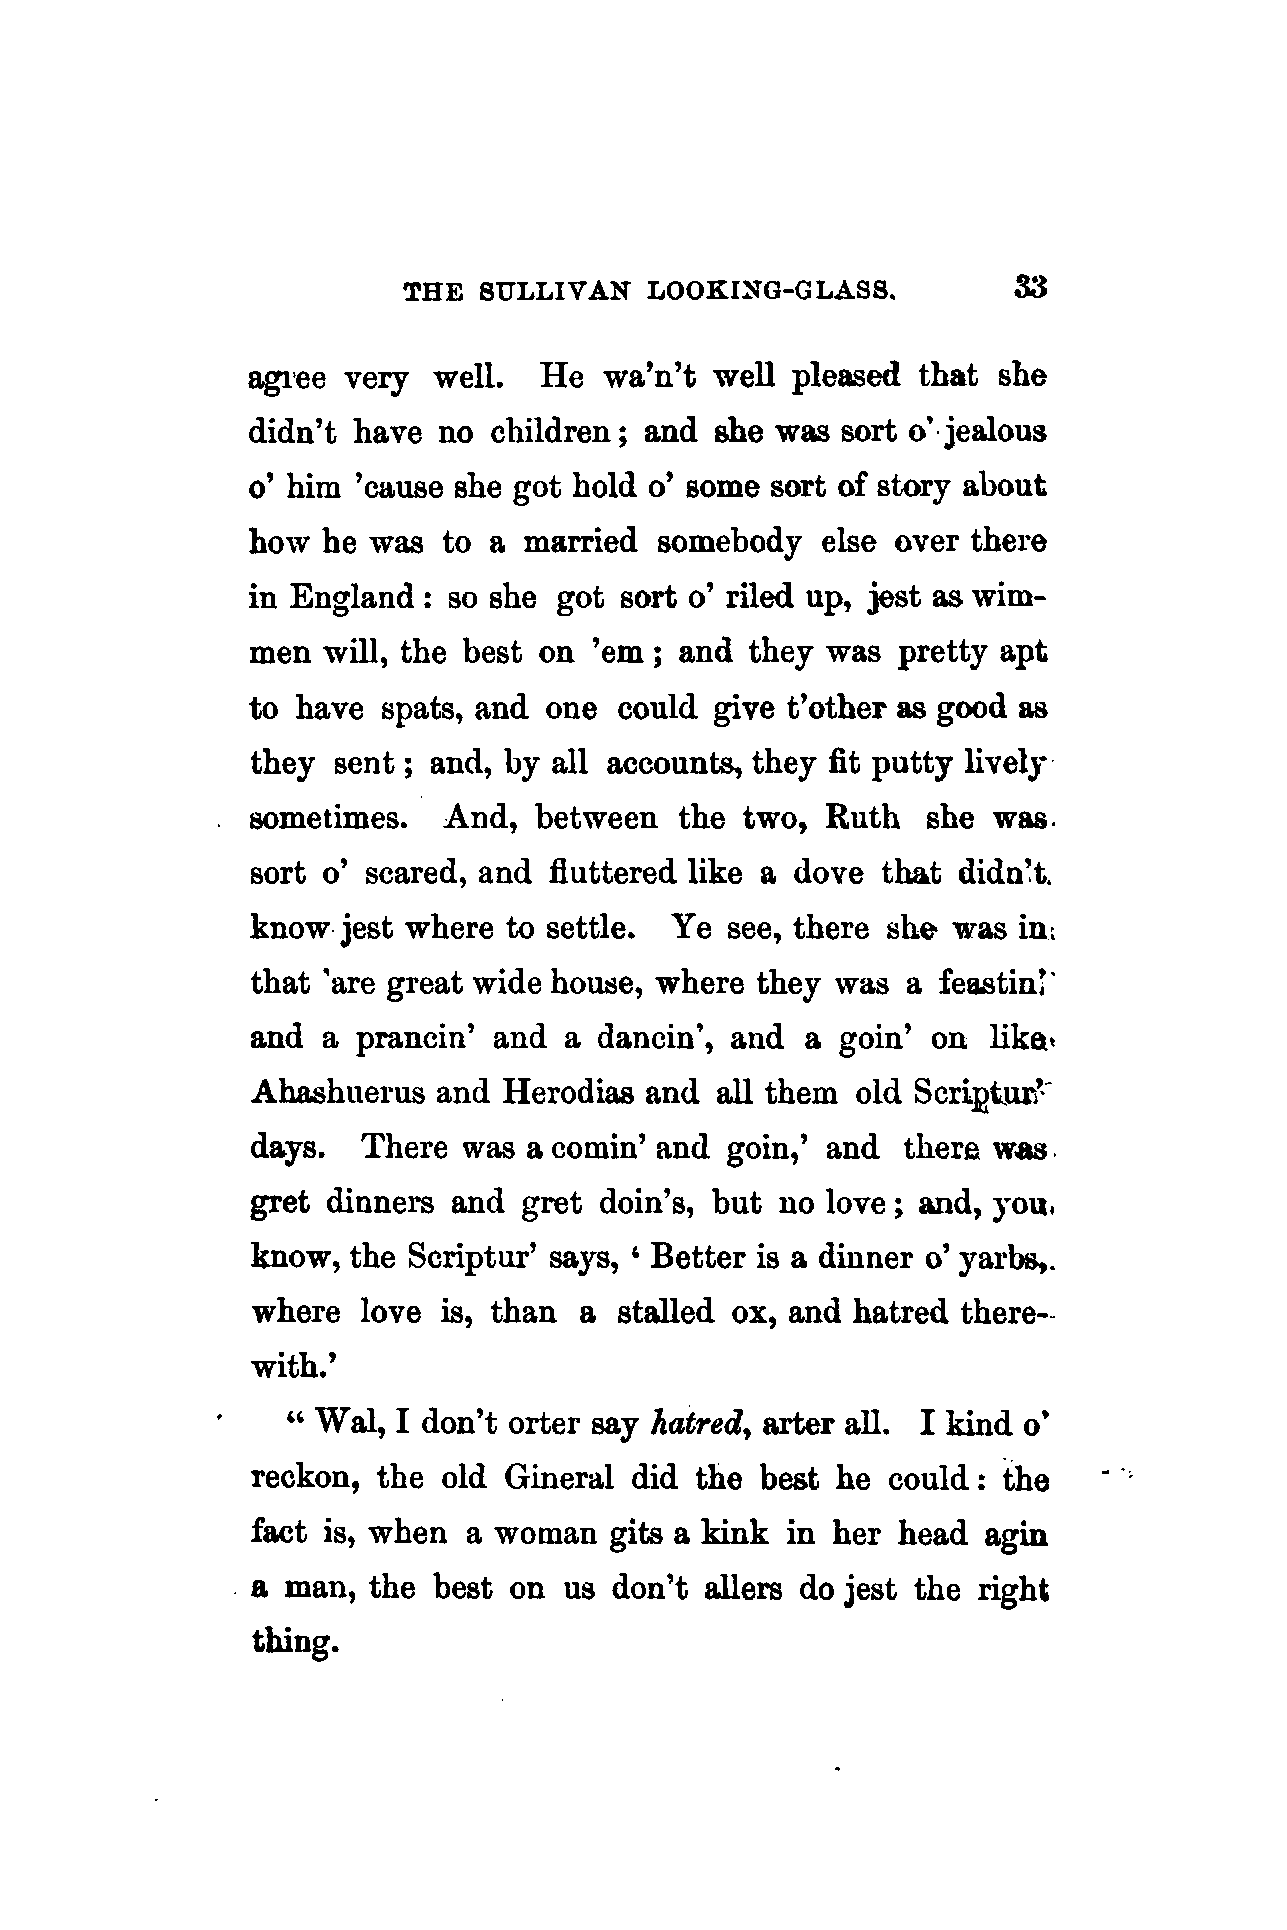 THE SULLIVAN LOOKING-GLASS. 33
agree very well. He wa'n't well pleased that she
didn't have no children; and she was sort o' jealous
o' him 'cause she got hold o' some sort of story about
how he was to a married somebody else over there
in England: so she got sort o' riled up, jest as wim-
men will, the best on 'em; and they was pretty apt
to have spats, and one could give t'other as good as
they sent; and, by all accounts, they fit putty lively
sometimes. And, between the two, Ruth she was
sort o' scared, and fluttered like a dove that didn't
know jest where to settle. Ye see, there she was in
that 'are great wide house, where they was a feastin'
and a prancin' and a dancin', and a goin' on like
Ahashuerus and Herodias and all them old Scriptur'
days. There was a comin' and goin,' and there was
gret dinners and gret doin's, but no love; and, you
know, the Scriptur' says, ‘Better is a dinner o' yarbs,
where love is, than a stalled ox, and hatred there-
with.’
“Wal, I don't orter say hatred, arter all. I kind o'
reckon, the old Gineral did the best he could: the
fact is, when a woman gits a kink in her head agin
a man, the best on us don't allers do jest the right
thing.